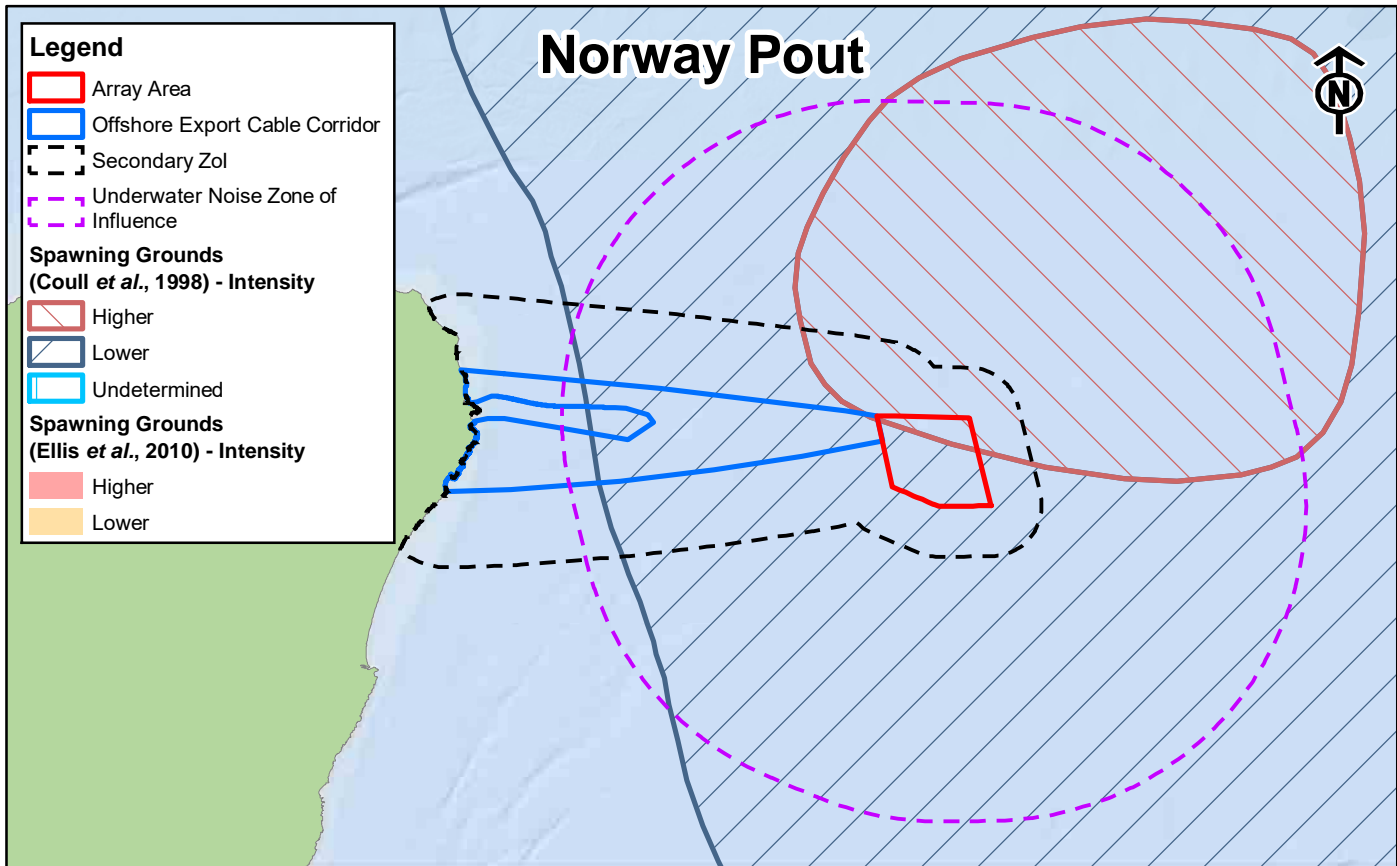 Norway Pout
N
Legend
Array Area
Offshore Export Cable Corridor
Secondary ZoI
Underwater Noise Zone of
Influence
Spawning Grounds
(Coull et al., 1998) - Intensity
Higher
Lower
Undetermined
Spawning Grounds
(Ellis et al., 2010) - Intensity
Higher
Lower